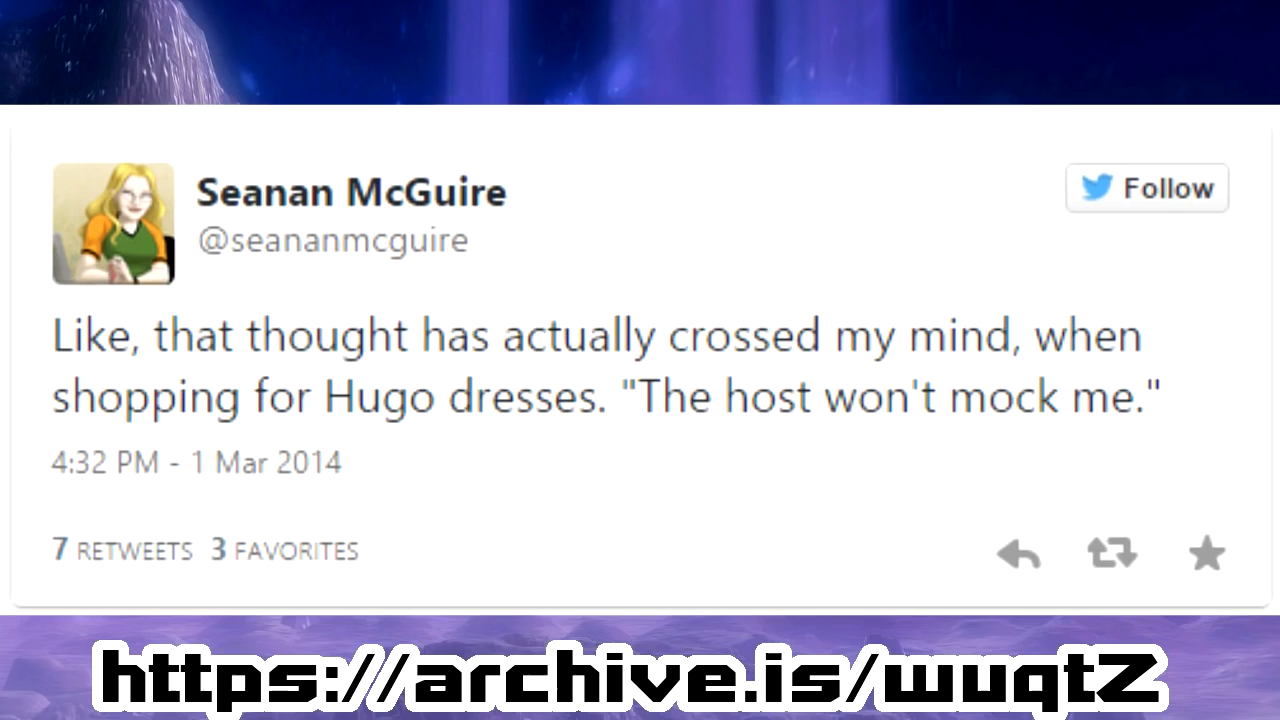 Seanan McGuire
@seananmcguire
Follow
Like, that thought has actually crossed my mind, when
shopping for Hugo dresses. "The host won't mock me."
4:32 PM - 1 Mar 2014
7 RETWEETS 3 FAVORITES
https://archive.is/wuqtZ